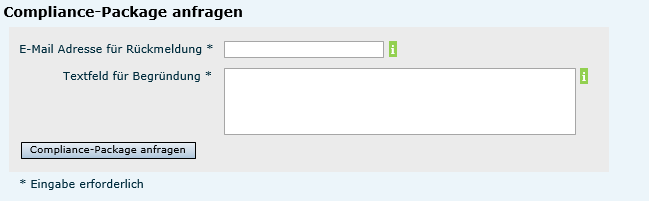 Compliance-Package anfragen
E-Mail Adresse für Rückmeldung *
i
Textfeld für Begründung *
i
Compliance-Package anfragen
* Eingabe erforderlich